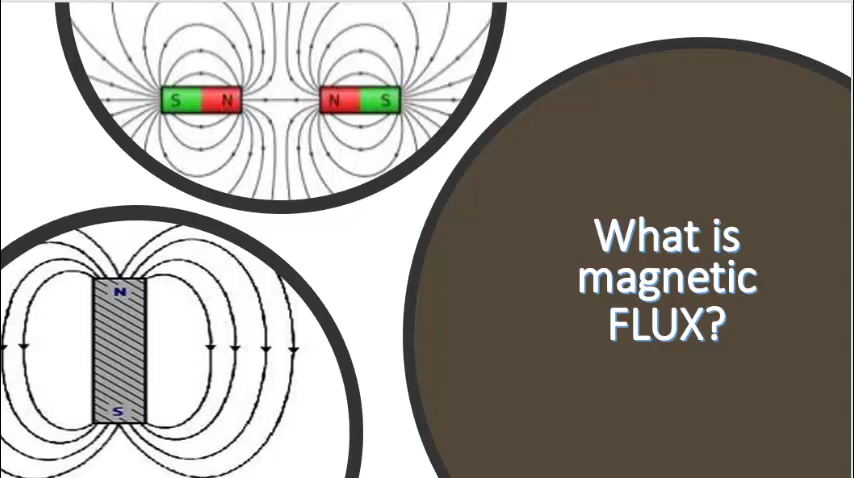 S N N S
N
S
What is
magnetic
FLUX?